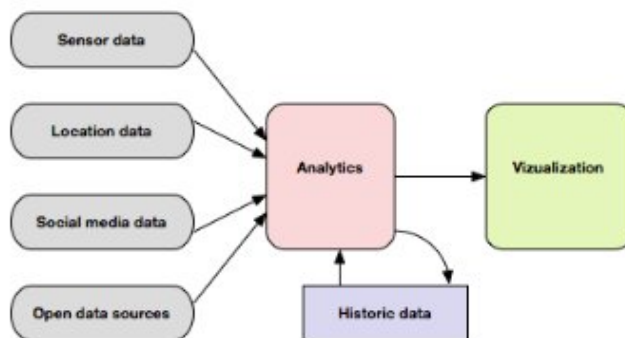 Sensor data
Location data
Social media data
Open data sources
Analytics
Historic data
Vizualization